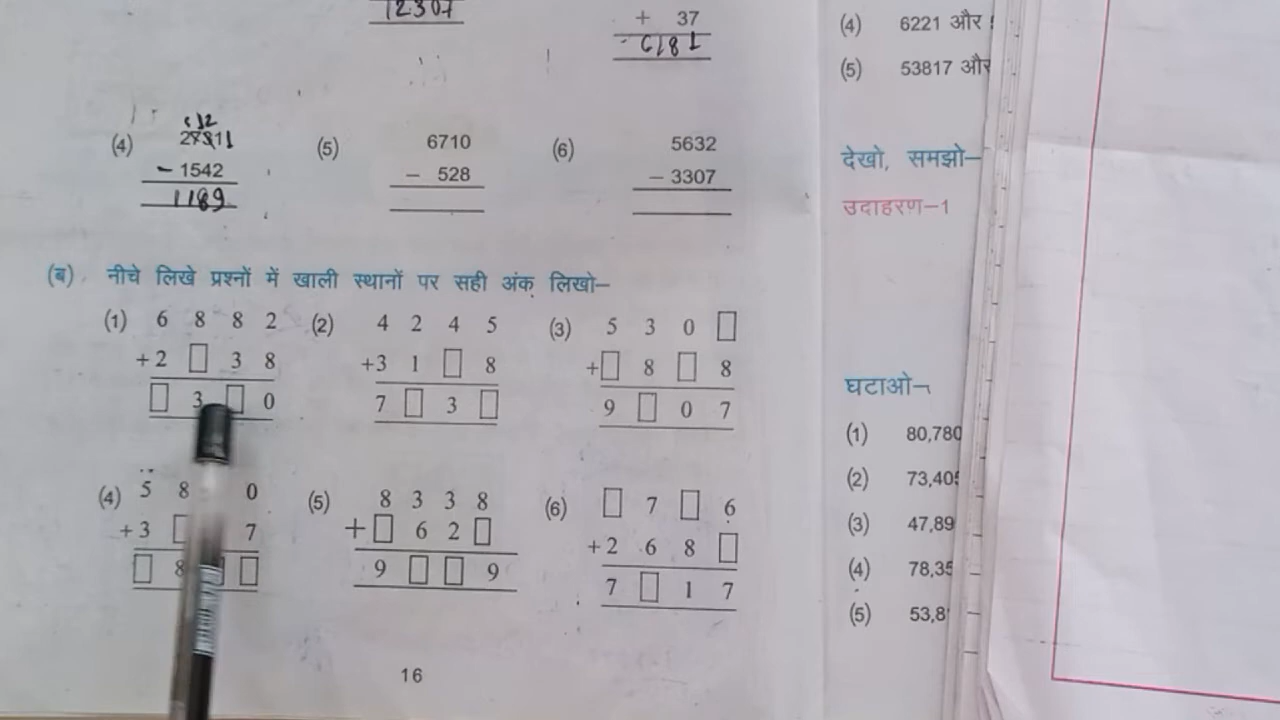 12307
+ 37
6181
(4) 6221 और
(5) 53817 और
(4) 2731
(5) 6710
(6) 5632
- 1542
- 528
- 3307
1189
देखो, समझो-
उदाहरण-1
(ब) नीचे लिखे प्रश्नों में खाली स्थानों पर सही अंक लिखो-
(1) 6 8 8 2 (2) 4 2 4 5 (3) 5 3 0 □
+2 □ 3 8 +3 1 □ 8 +□ 8 □ 8
□ 3 □ 0 7 □ 3 □ 9 □ 0 7
घटाओ-
(1) 80,780
(2) 73,405
(3) 47,89
(4) 78,35
(5) 53,8
(4) 5 8 0 (5) 8 3 3 8 (6) □ 7 □ 6
+3 □ 7 +□ 6 2 □ +2 6 8 □
□ 8 □ □ 9 □ □ 9 7 □ 1 7
16